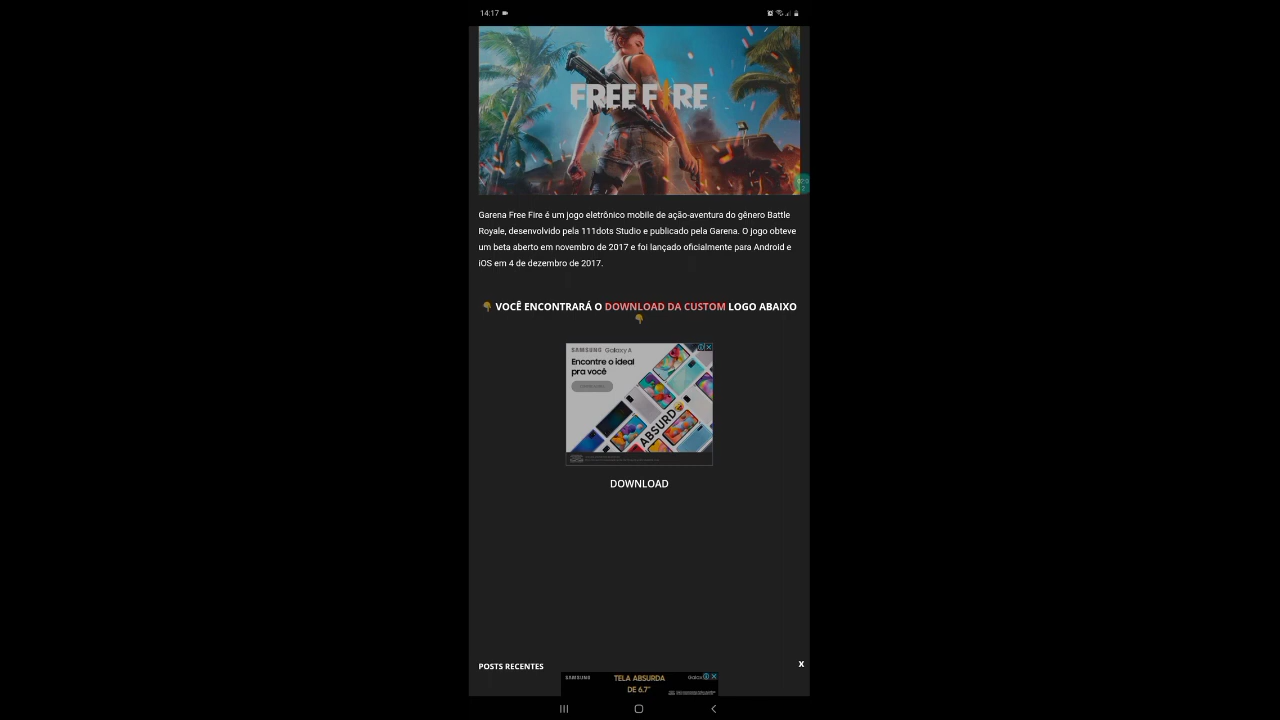 14:17
FREE FIRE
Garena Free Fire é um jogo eletrônico mobile de ação-aventura do gênero Battle
Royale, desenvolvido pela 111dots Studio e publicado pela Garena. O jogo obteve
um beta aberto em novembro de 2017 e foi lançado oficialmente para Android e
iOS em 4 de dezembro de 2017.
👇 VOCÊ ENCONTRARÁ O DOWNLOAD DA CUSTOM LOGO ABAIXO
👇
SAMSUNG Galaxy A
Encontre o ideal
pra você
ABSURD
DOWNLOAD
POSTS RECENTES
X
SAMSUNG TELA ABSURDA Galax
DE 6.7"